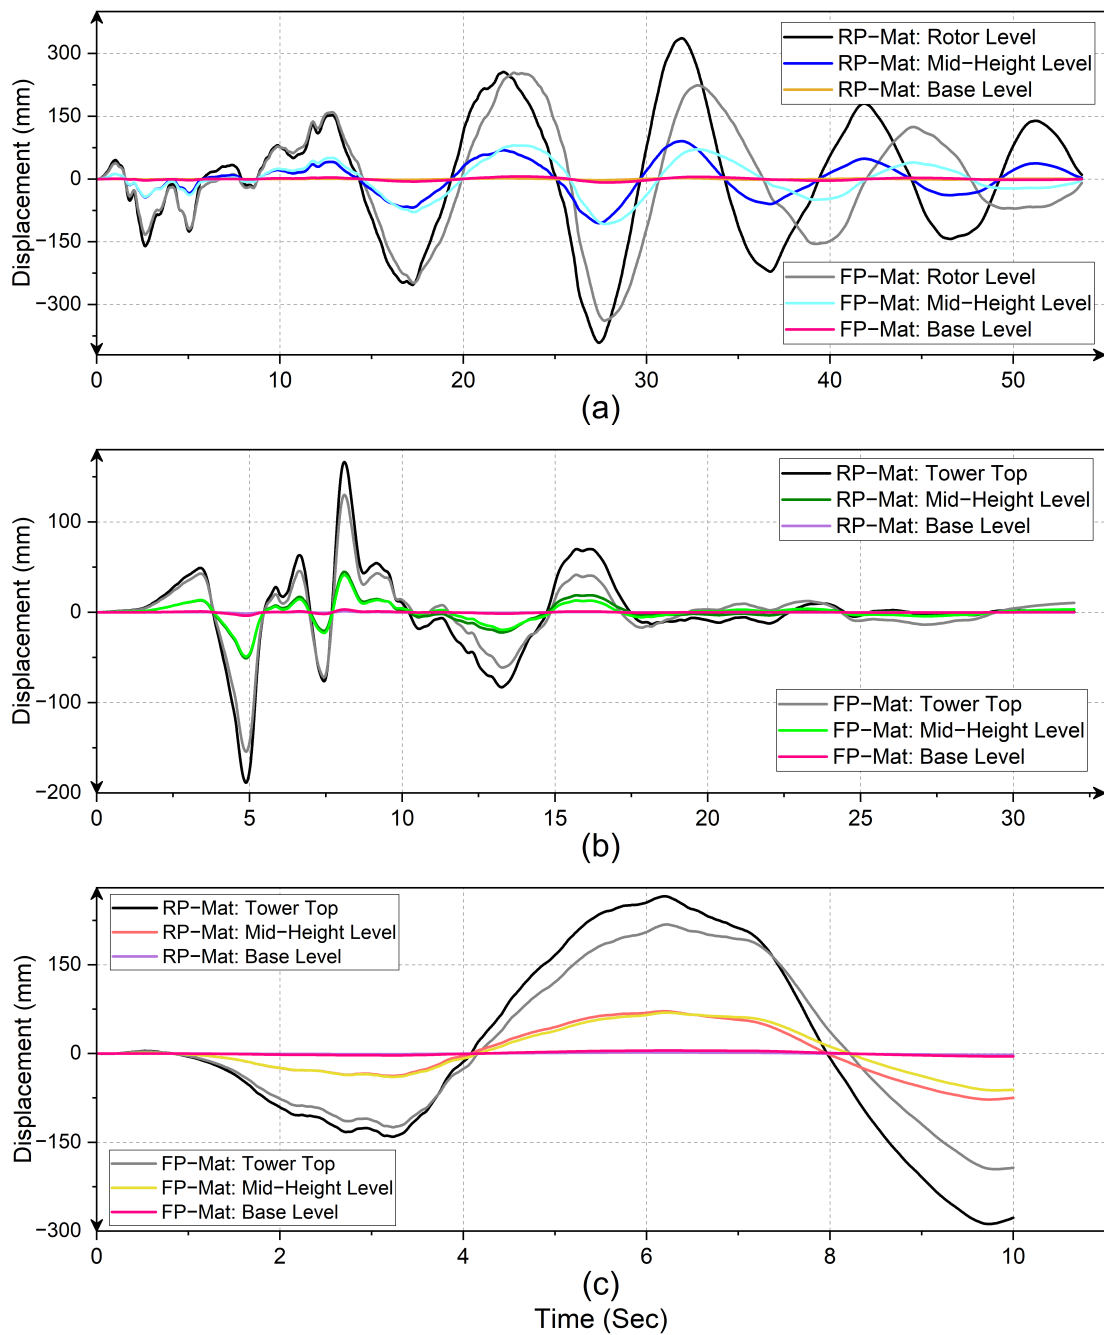 Displacement (mm)
300
150
0
−150
−300
RP−Mat: Rotor Level
RP−Mat: Mid−Height Level
RP−Mat: Base Level
FP−Mat: Rotor Level
FP−Mat: Mid−Height Level
FP−Mat: Base Level
0 10 20 30 40 50
(a)
Displacement (mm)
100
0
−100
−200
RP−Mat: Tower Top
RP−Mat: Mid−Height Level
RP−Mat: Base Level
FP−Mat: Tower Top
FP−Mat: Mid−Height Level
FP−Mat: Base Level
0 5 10 15 20 25 30
(b)
Displacement (mm)
150
0
−150
−300
RP−Mat: Tower Top
RP−Mat: Mid−Height Level
RP−Mat: Base Level
FP−Mat: Tower Top
FP−Mat: Mid−Height Level
FP−Mat: Base Level
0 2 4 6 8 10
(c)
Time (Sec)